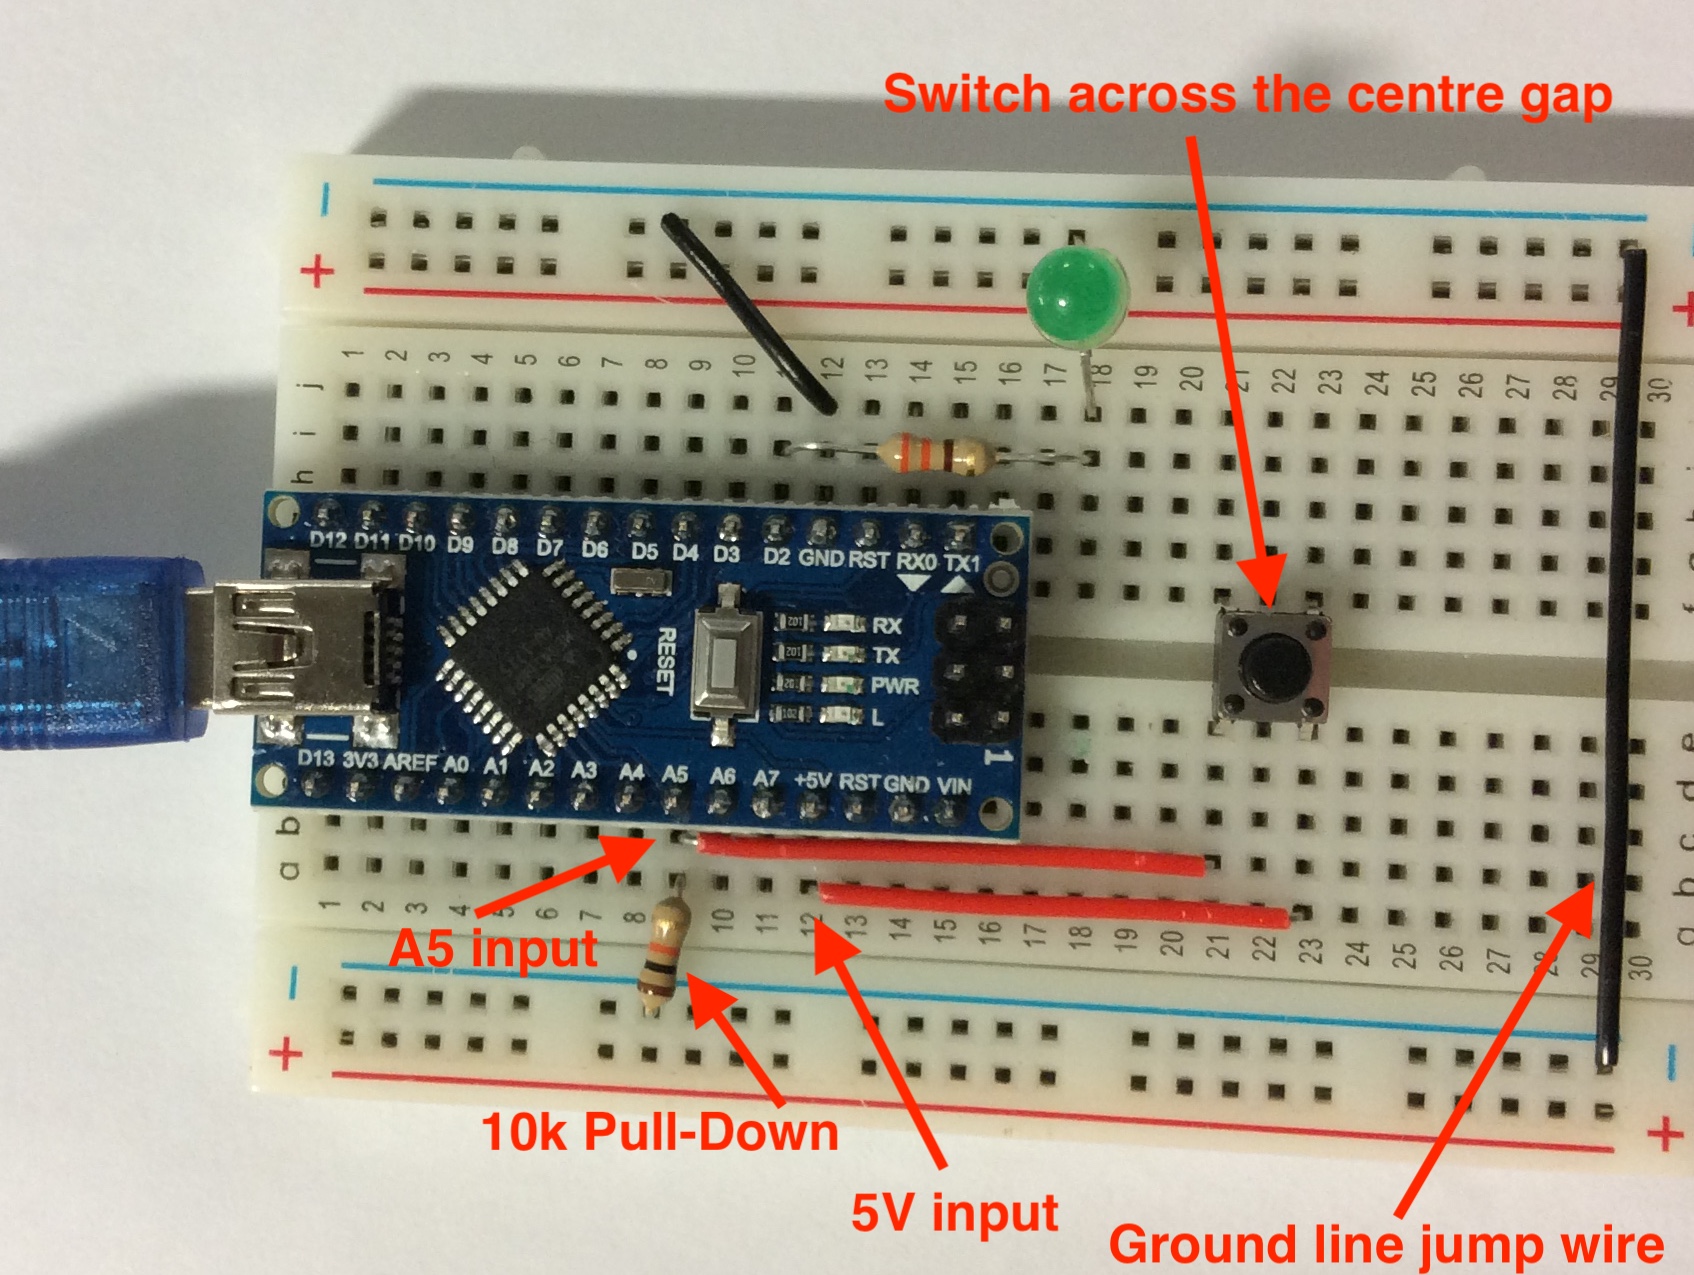 Switch across the centre gap
− −
+ +
1 2 3 4 5 6 7 8 9 10 11 12 13 14 15 16 17 18 19 20 21 22 23 24 25 26 27 28 29 30
j
i
h
D12 D11 D10 D9 D8 D7 D6 D5 D4 D3 D2 GND RST RX0 TX1
RESET
102 RX
102 TX
102 PWR
102 L
1
D13 3V3 AREF A0 A1 A2 A3 A4 A5 A6 A7 +5V RST GND VIN
e
d
b c
a b
a
1 2 3 4 5 6 7 8 10 11 12 13 14 15 16 17 18 19 20 21 22 23 24 25 26 27 28 29 30
A5 input
− −
+ +
10k Pull-Down
5V input
Ground line jump wire